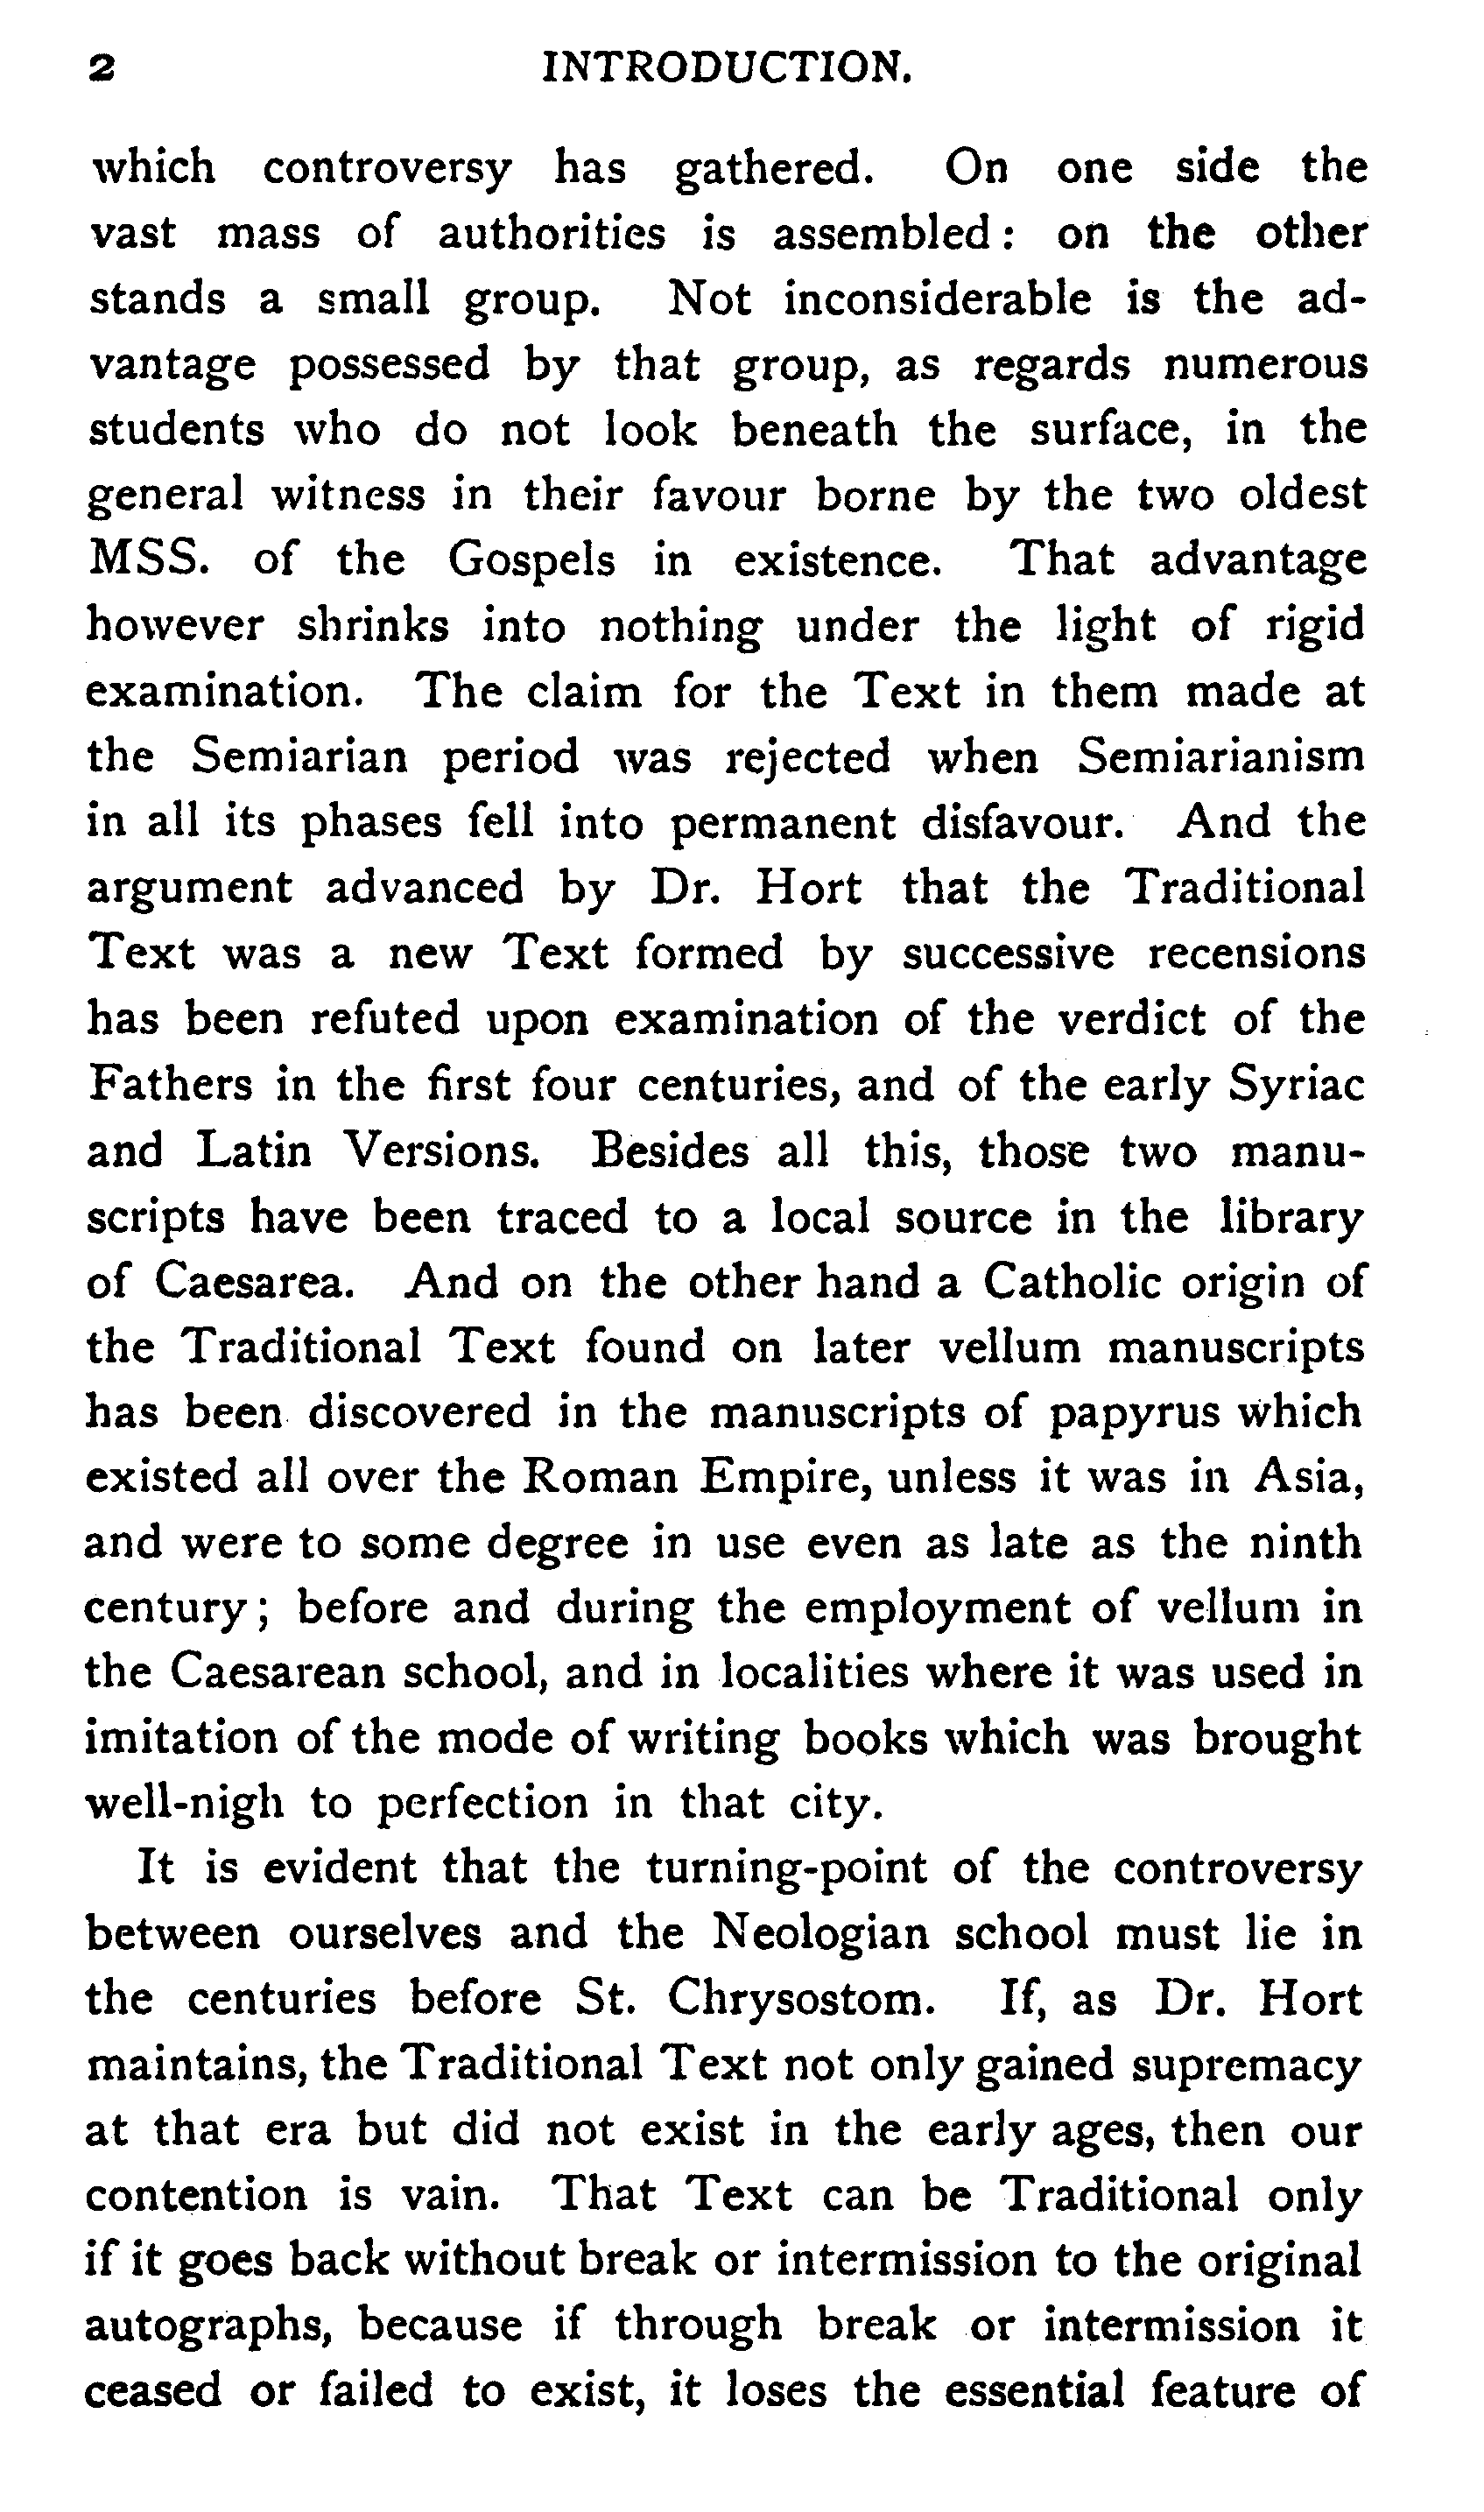 2 INTRODUCTION.
which controversy has gathered. On one side the
vast mass of authorities is assembled: on the other
stands a small group. Not inconsiderable is the ad-
vantage possessed by that group, as regards numerous
students who do not look beneath the surface, in the
general witness in their favour borne by the two oldest
MSS. of the Gospels in existence. That advantage
however shrinks into nothing under the light of rigid
examination. The claim for the Text in them made at
the Semiarian period was rejected when Semiarianism
in all its phases fell into permanent disfavour. And the
argument advanced by Dr. Hort that the Traditional
Text was a new Text formed by successive recensions
has been refuted upon examination of the verdict of the
Fathers in the first four centuries, and of the early Syriac
and Latin Versions. Besides all this, those two manu-
scripts have been traced to a local source in the library
of Caesarea. And on the other hand a Catholic origin of
the Traditional Text found on later vellum manuscripts
has been discovered in the manuscripts of papyrus which
existed all over the Roman Empire, unless it was in Asia,
and were to some degree in use even as late as the ninth
century; before and during the employment of vellum in
the Caesarean school, and in localities where it was used in
imitation of the mode of writing books which was brought
well-nigh to perfection in that city.
It is evident that the turning-point of the controversy
between ourselves and the Neologian school must lie in
the centuries before St. Chrysostom. If, as Dr. Hort
maintains, the Traditional Text not only gained supremacy
at that era but did not exist in the early ages, then our
contention is vain. That Text can be Traditional only
if it goes back without break or intermission to the original
autographs, because if through break or intermission it
ceased or failed to exist, it loses the essential feature of